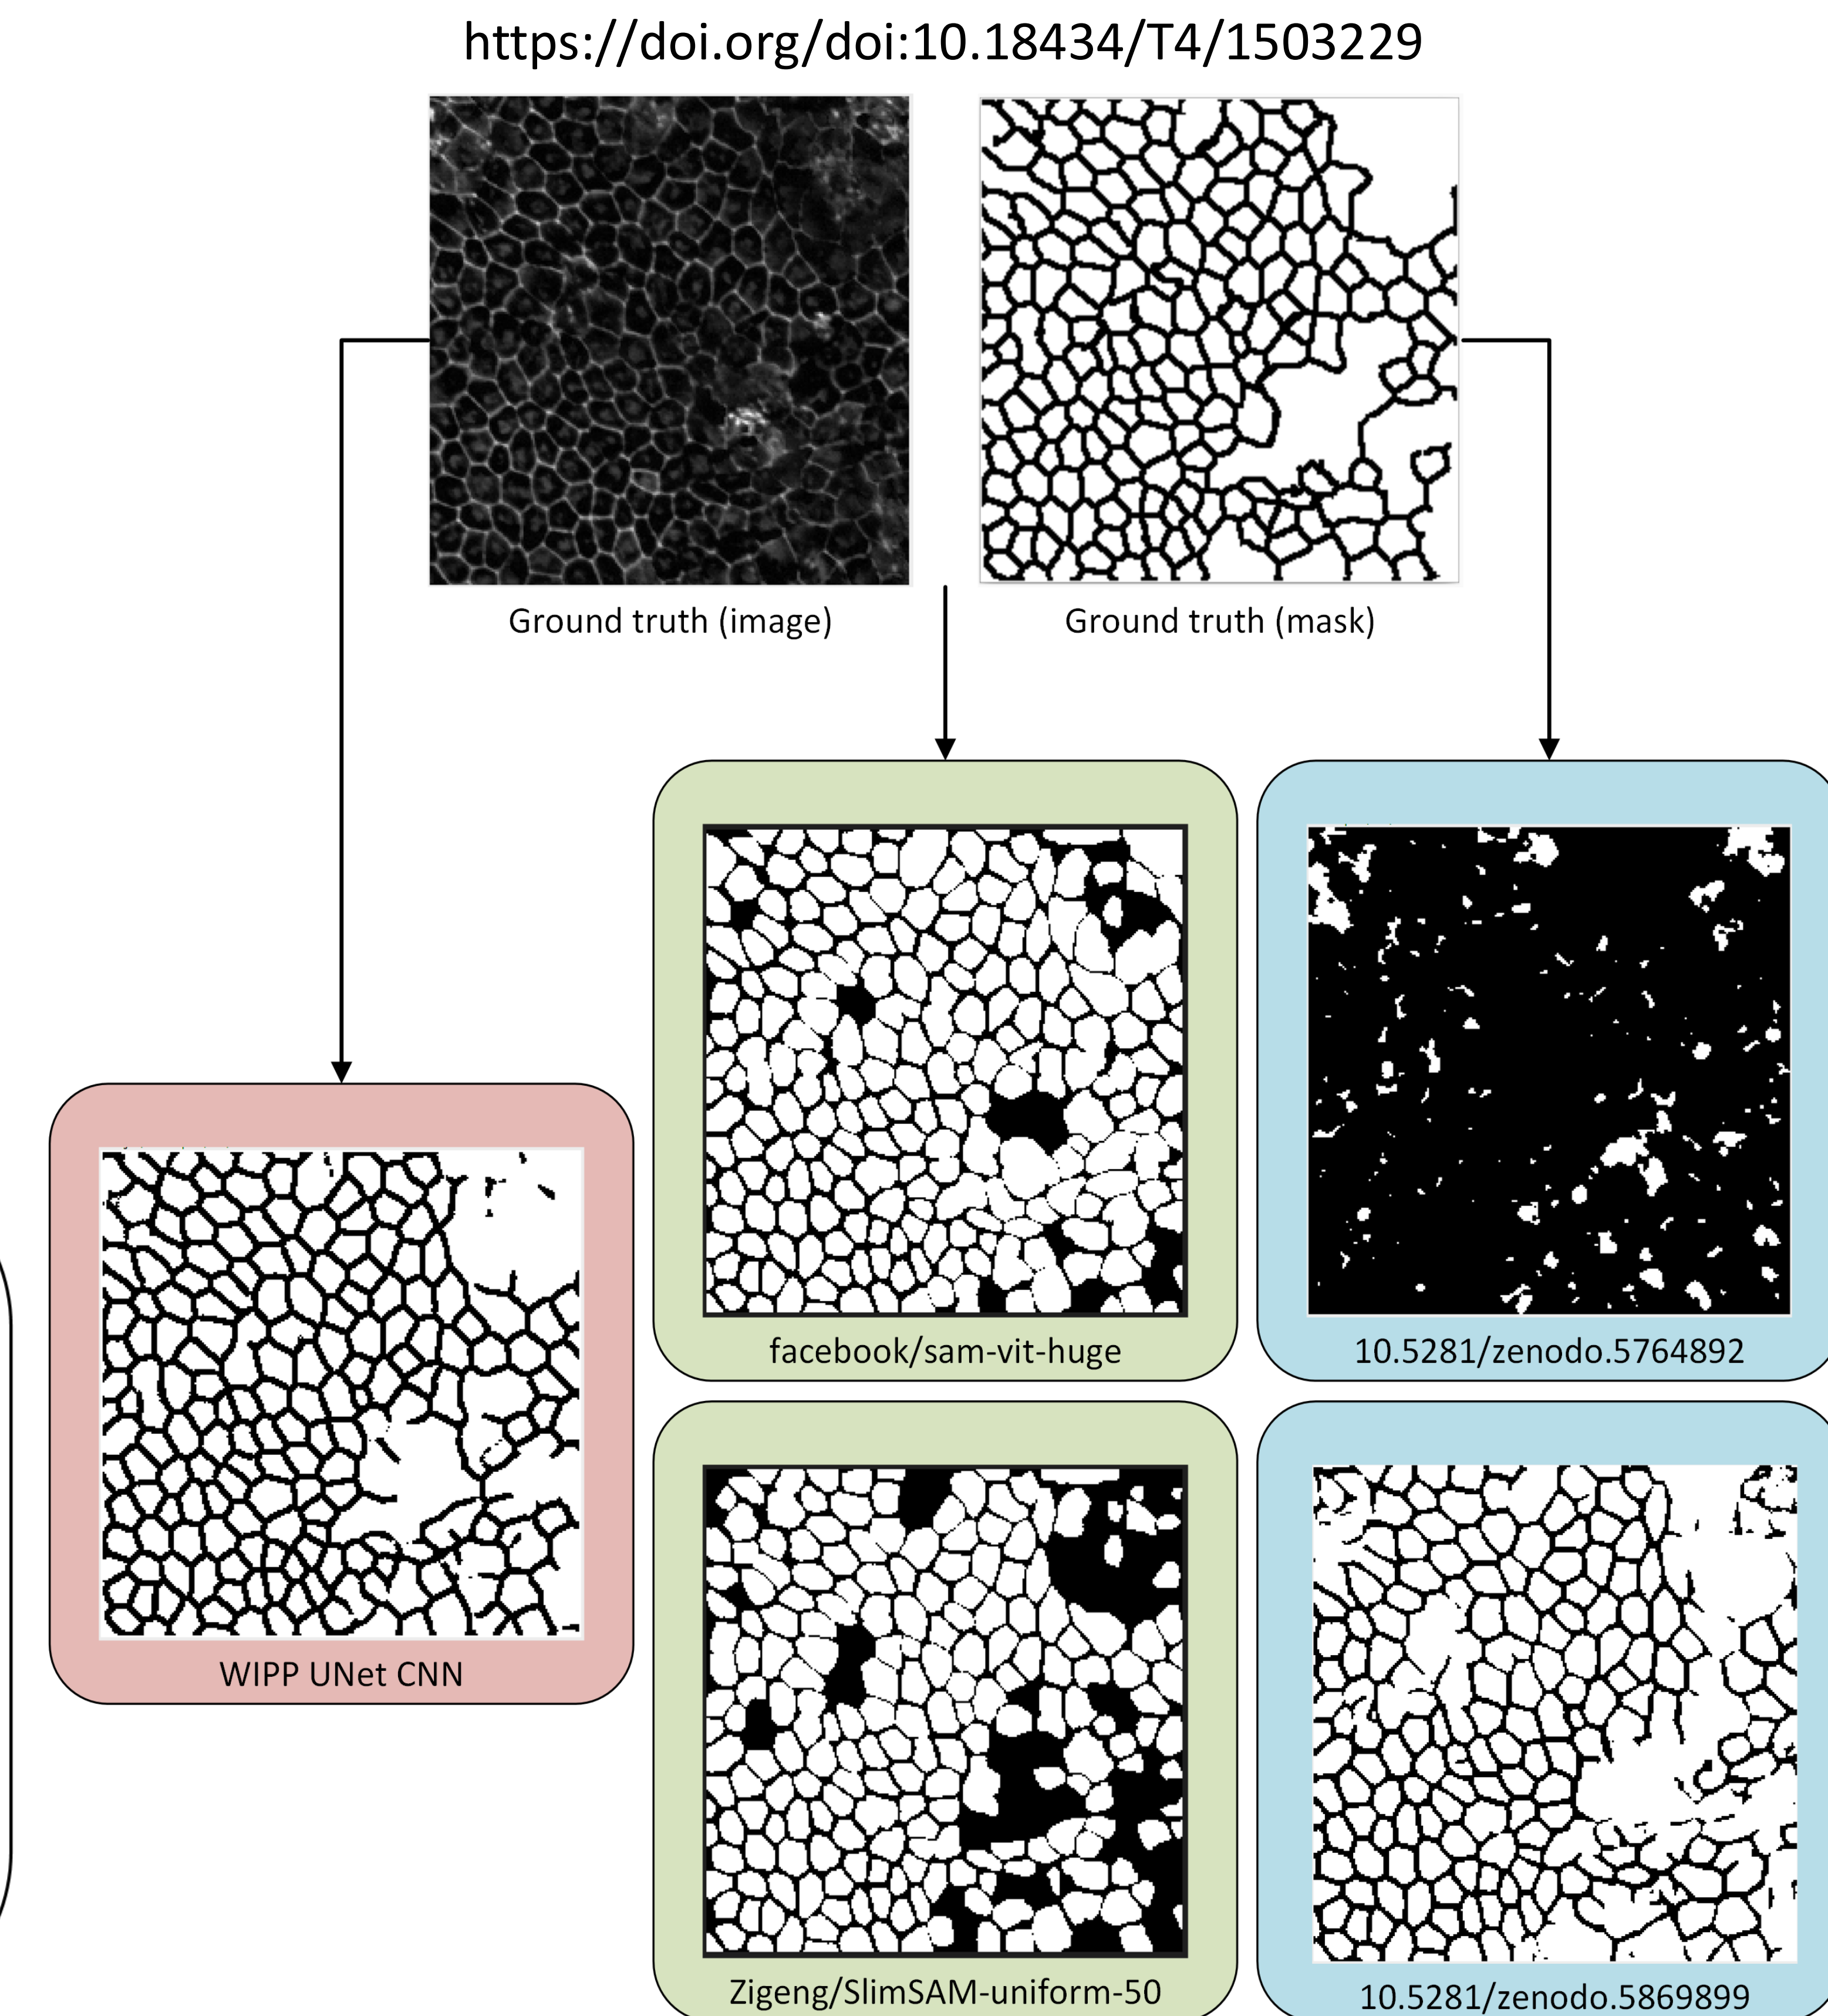 https://doi.org/doi:10.18434/T4/1503229
Ground truth (image)
Ground truth (mask)
facebook/sam-vit-huge
10.5281/zenodo.5764892
WIPP UNet CNN
Zigeng/SlimSAM-uniform-50
10.5281/zenodo.5869899